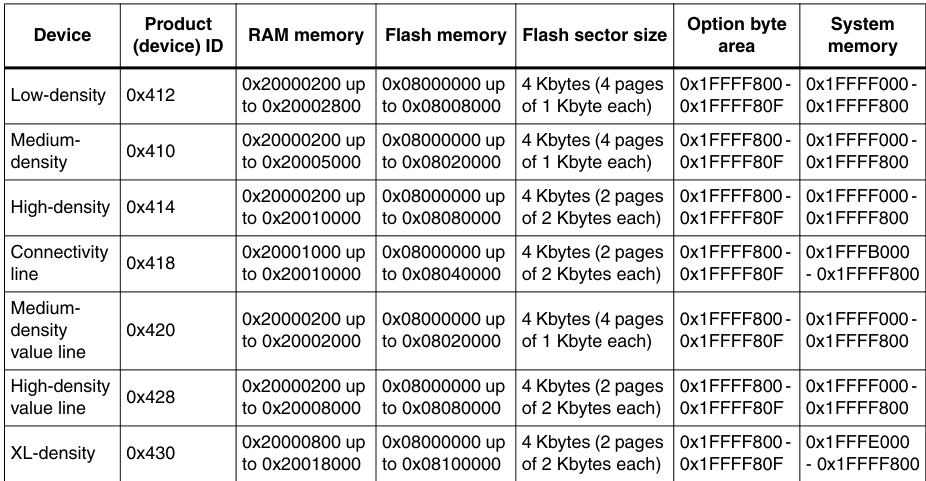 Device
Product
(device) ID
RAM memory
Flash memory
Flash sector size
Option byte
area
System
memory
Low-density
0x412
0x20000200 up
to 0x20002800
0x08000000 up
to 0x08008000
4 Kbytes (4 pages
of 1 Kbyte each)
0x1FFFF800 -
0x1FFFF80F
0x1FFFF000 -
0x1FFFF800
Medium-
density
0x410
0x20000200 up
to 0x20005000
0x08000000 up
to 0x08020000
4 Kbytes (4 pages
of 1 Kbyte each)
0x1FFFF800 -
0x1FFFF80F
0x1FFFF000 -
0x1FFFF800
High-density
0x414
0x20000200 up
to 0x20010000
0x08000000 up
to 0x08080000
4 Kbytes (2 pages
of 2 Kbytes each)
0x1FFFF800 -
0x1FFFF80F
0x1FFFF000 -
0x1FFFF800
Connectivity
line
0x418
0x20001000 up
to 0x20010000
0x08000000 up
to 0x08040000
4 Kbytes (2 pages
of 2 Kbytes each)
0x1FFFF800 -
0x1FFFF80F
0x1FFFB000
- 0x1FFFF800
Medium-
density
value line
0x420
0x20000200 up
to 0x20002000
0x08000000 up
to 0x08020000
4 Kbytes (4 pages
of 1 Kbyte each)
0x1FFFF800 -
0x1FFFF80F
0x1FFFF000 -
0x1FFFF800
High-density
value line
0x428
0x20000200 up
to 0x20008000
0x08000000 up
to 0x08080000
4 Kbytes (2 pages
of 2 Kbytes each)
0x1FFFF800 -
0x1FFFF80F
0x1FFFF000 -
0x1FFFF800
XL-density
0x430
0x20000800 up
to 0x20018000
0x08000000 up
to 0x08100000
4 Kbytes (2 pages
of 2 Kbytes each)
0x1FFFF800 -
0x1FFFF80F
0x1FFFE000
- 0x1FFFF800